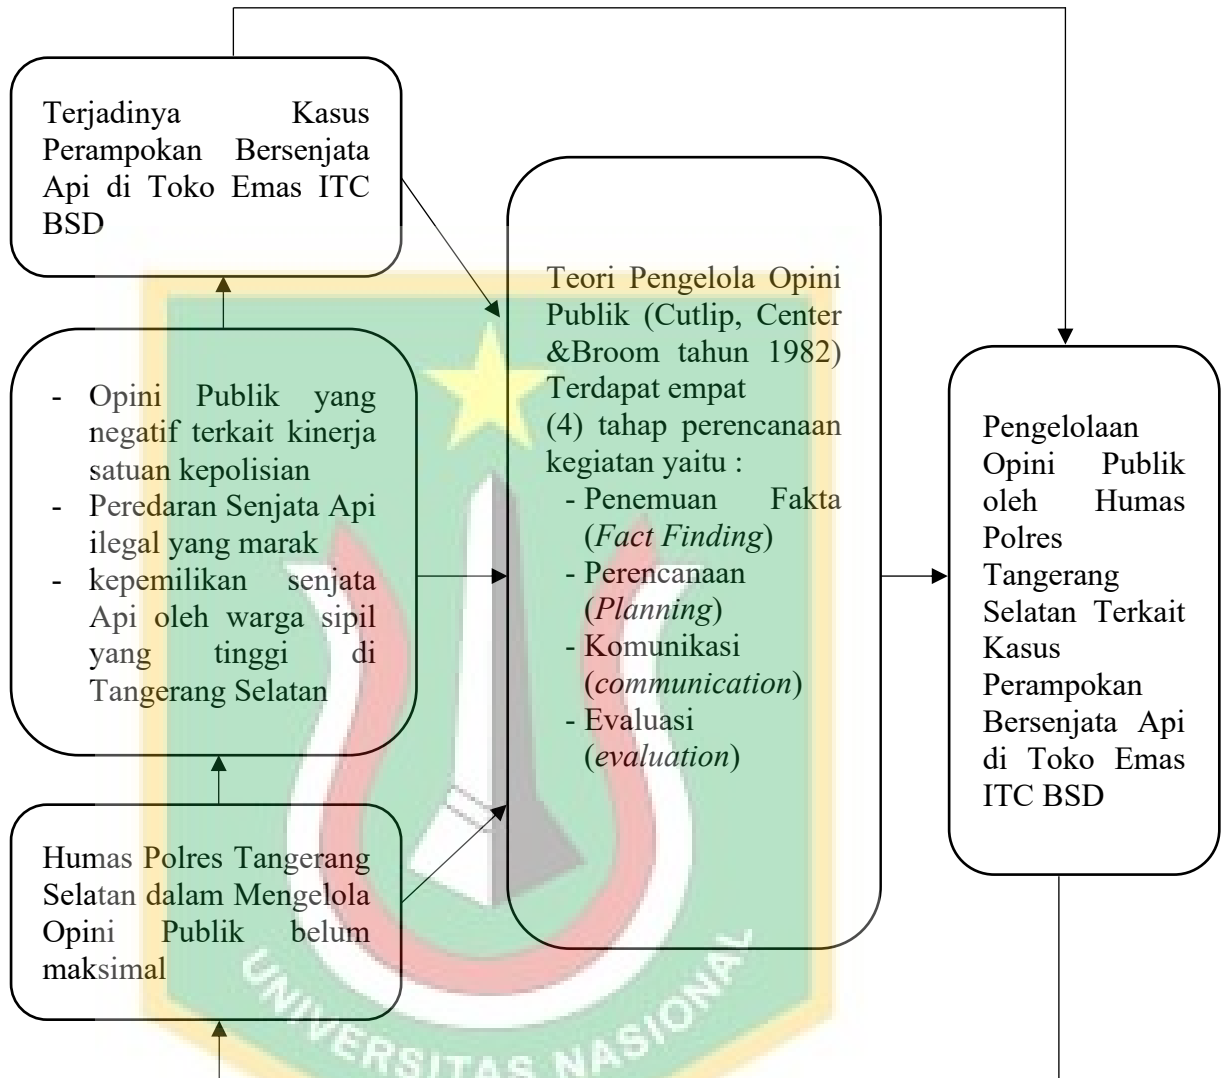 Terjadinya Kasus
Perampokan Bersenjata
Api di Toko Emas ITC
BSD
- Opini Publik yang
negatif terkait kinerja
satuan kepolisian
- Peredaran Senjata Api
ilegal yang marak
- kepemilikan senjata
Api oleh warga sipil
yang tinggi di
Tangerang Selatan
Humas Polres Tangerang
Selatan dalam Mengelola
Opini Publik belum
maksimal
Teori Pengelola Opini
Publik (Cutlip, Center
&Broom tahun 1982)
Terdapat empat
(4) tahap perencanaan
kegiatan yaitu :
- Penemuan Fakta
(Fact Finding)
- Perencanaan
(Planning)
- Komunikasi
(communication)
- Evaluasi
(evaluation)
Pengelolaan
Opini Publik
oleh Humas
Polres
Tangerang
Selatan Terkait
Kasus
Perampokan
Bersenjata Api
di Toko Emas
ITC BSD
UNIVERSITAS NASIONAL